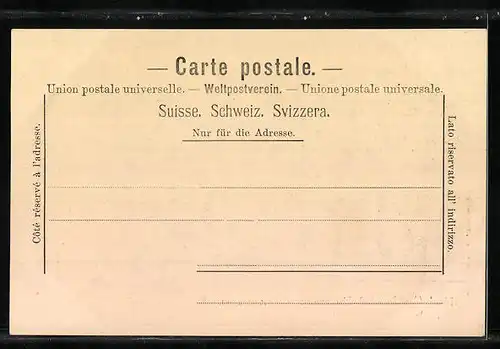 — Carte postale. —
Union postale universelle. — Weltpostverein. — Unione postale universale.
Suisse. Schweiz. Svizzera.
Nur für die Adresse.
Côté réservé à l'adresse.
Lato riservato all' indirizzo.